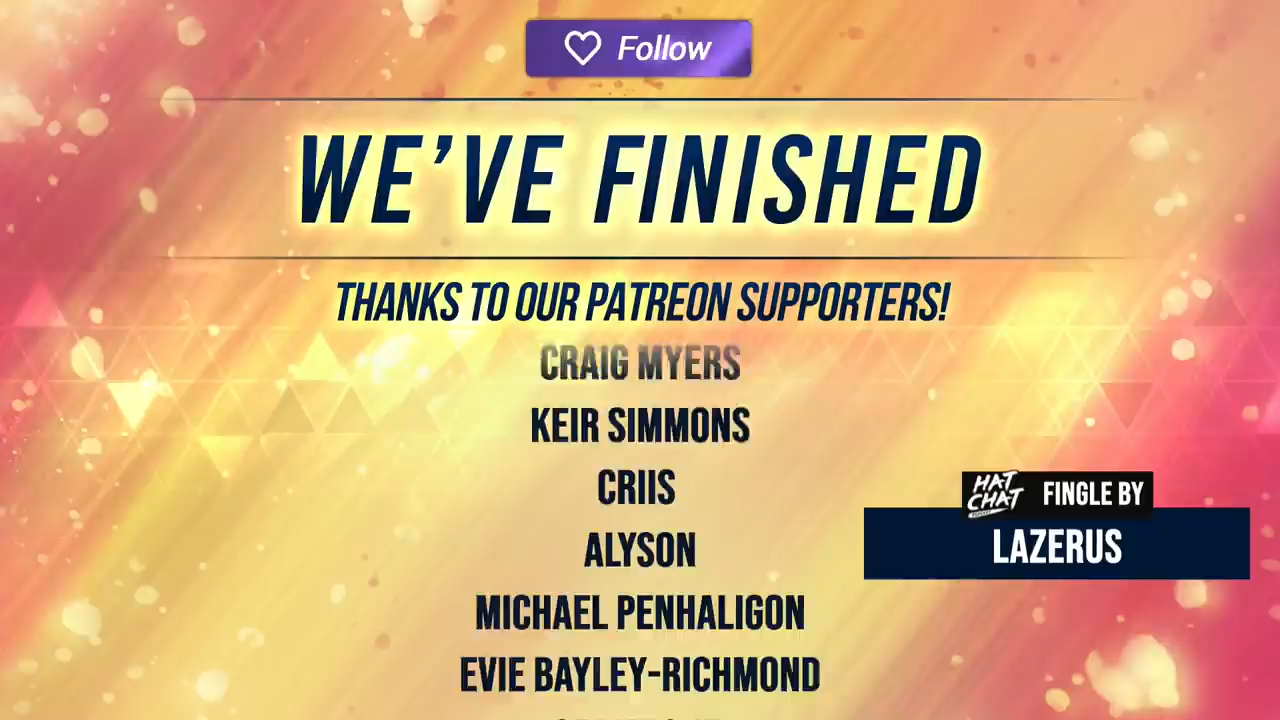 Follow
WE'VE FINISHED
THANKS TO OUR PATREON SUPPORTERS!
CRAIG MYERS
KEIR SIMMONS
CRIIS
ALYSON
MICHAEL PENHALIGON
EVIE BAYLEY-RICHMOND
HAT
CHAT
FINGLE BY
LAZERUS